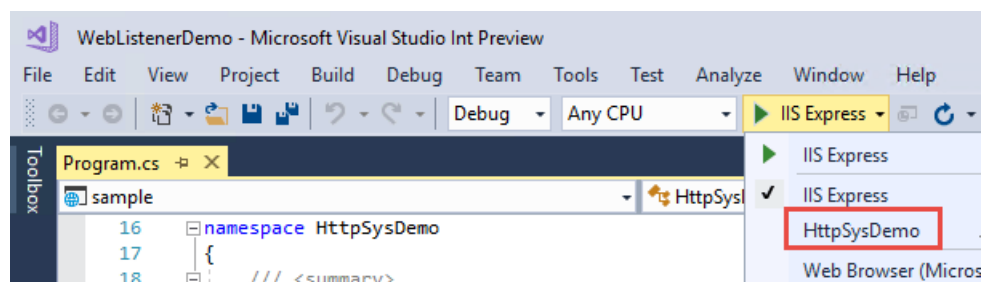 WebListenerDemo - Microsoft Visual Studio Int Preview
File Edit View Project Build Debug Team Tools Test Analyze Window Help
Debug Any CPU IIS Express
Toolbox
Program.cs
IIS Express
sample
IIS Express
16 namespace HttpSysDemo
HttpSysDemo
17 {
18 /// <summary>
Web Browser